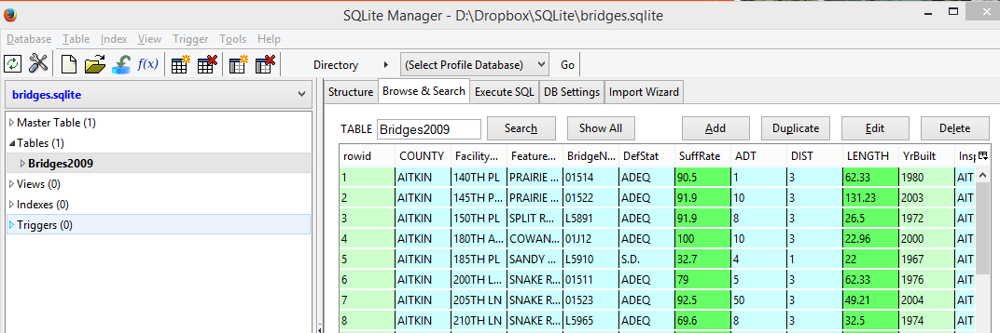 SQLite Manager - D:\Dropbox\SQLite\bridges.sqlite
Database Table Index View Trigger Tools Help
f(x) Directory (Select Profile Database) Go
bridges.sqlite
Master Table (1)
Tables (1)
Bridges2009
Views (0)
Indexes (0)
Triggers (0)
Structure Browse & Search Execute SQL DB Settings Import Wizard
TABLE Bridges2009 Search Show All Add Duplicate Edit Delete
rowid COUNTY Facility... Feature... BridgeN... DefStat SuffRate ADT DIST LENGTH YrBuilt Insp
1 AITKIN 140TH PL PRAIRIE ... 01514 ADEQ 90.5 1 3 62.33 1980 AIT
2 AITKIN 145TH P... PRAIRIE ... 01522 ADEQ 91.9 10 3 131.23 2003 AIT
3 AITKIN 150TH PL SPLIT R... L5891 ADEQ 91.9 8 3 26.5 1972 AIT
4 AITKIN 180TH A... COWAN... 01J12 ADEQ 100 10 3 22.96 2000 AIT
5 AITKIN 185TH PL SANDY ... L5910 S.D. 32.7 4 1 22 1967 AIT
6 AITKIN 200TH L... SNAKE R... 01511 ADEQ 79 5 3 62.33 1976 AIT
7 AITKIN 205TH LN SNAKE R... 01523 ADEQ 92.5 50 3 49.21 2004 AIT
8 AITKIN 210TH LN SNAKE R... L5965 ADEQ 69.6 8 3 32.5 1974 AIT